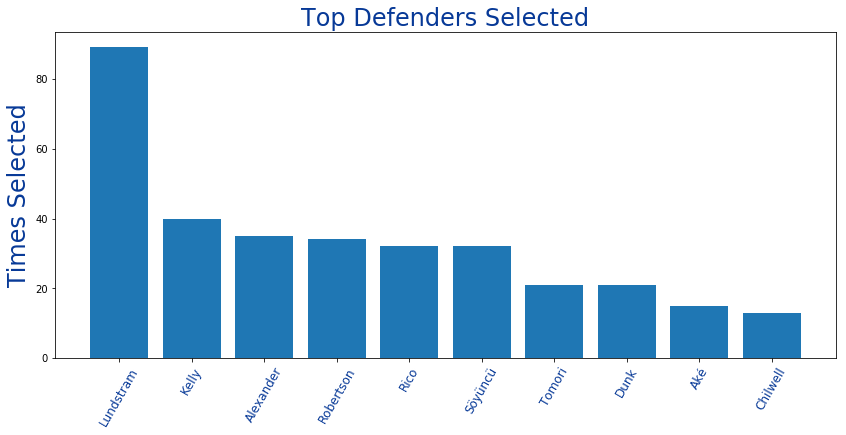 Top Defenders Selected
Times Selected
80
60
40
20
0
Lundstram
Kelly
Alexander
Robertson
Rico
Söyüncü
Tomori
Dunk
Aké
Chilwell